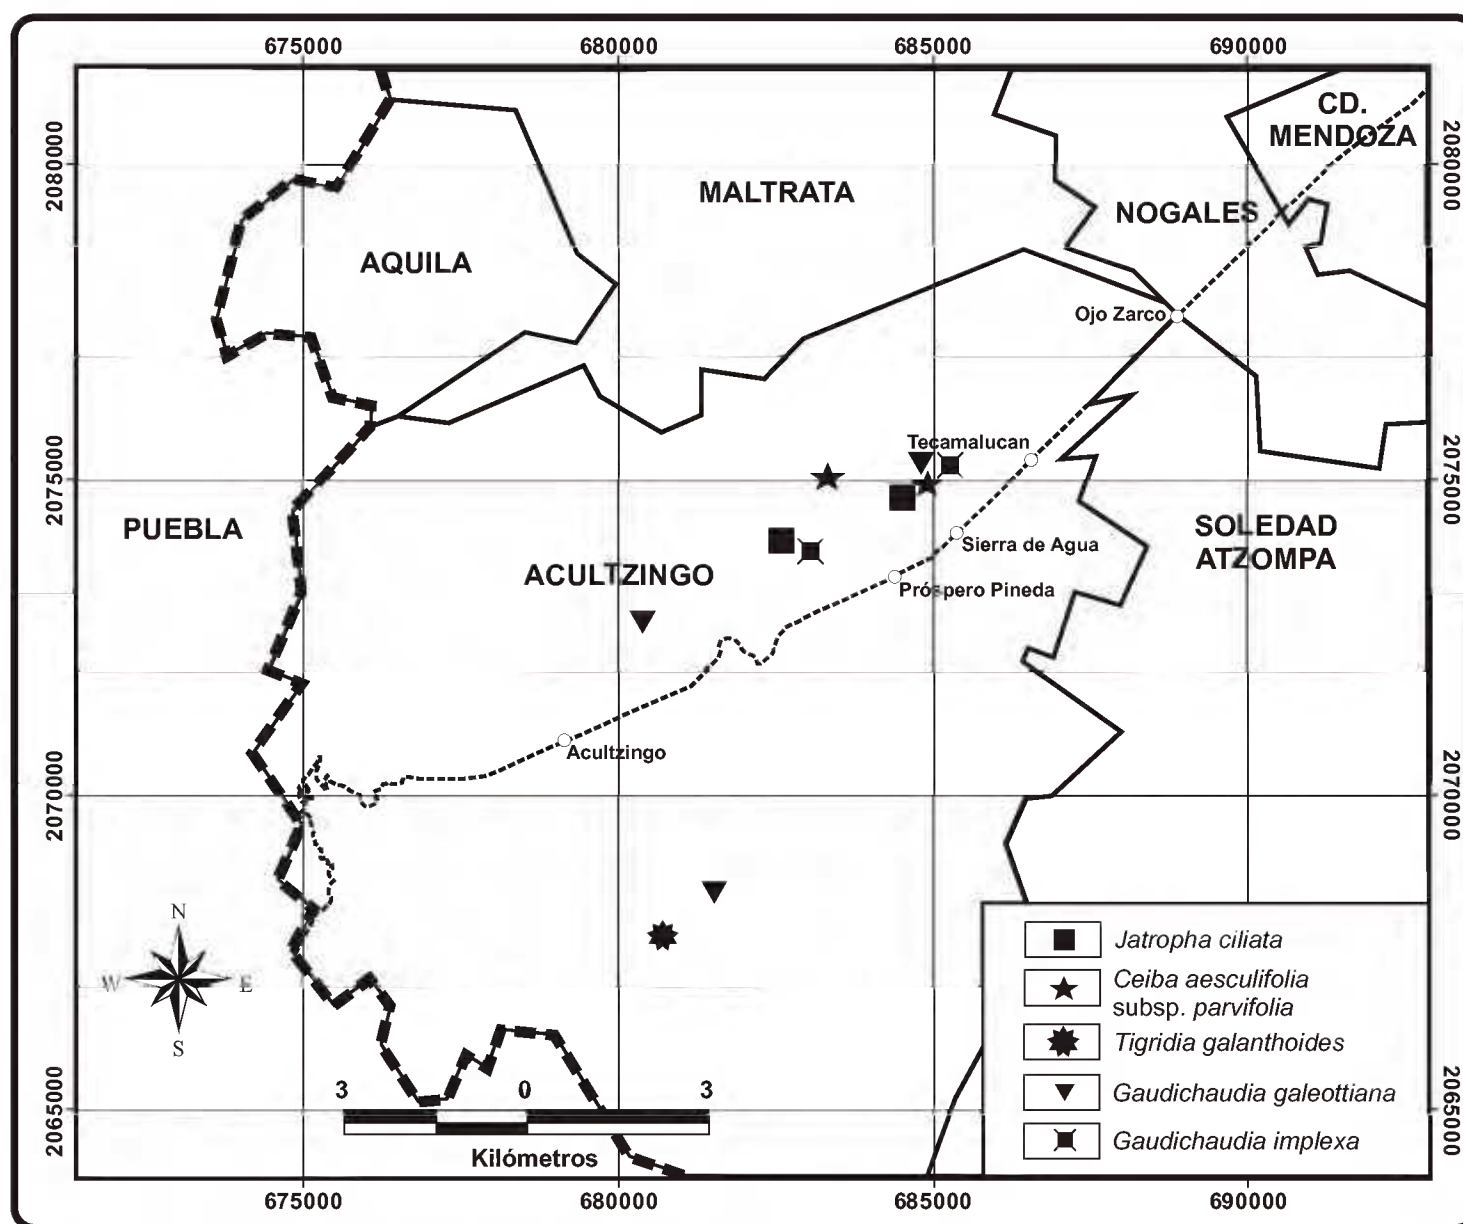 675000 680000 685000 690000
CD.
MENDOZA
2080000 2080000
MALTRATA
NOGALES
AQUILA
Ojo Zarco
Tecamalucan
2075000 2075000
PUEBLA
SOLEDAD
ATZOMPA
Sierra de Agua
ACULTZINGO
Próspero Pineda
Acultzingo
2070000 2070000
N
W E
S
Jatropha ciliata
Ceiba aesculifolia
subsp. parvifolia
Tigridia galanthoides
Gaudichaudia galeottiana
Gaudichaudia implexa
3 0 3
2065000 2065000
Kilómetros
675000 680000 685000 690000